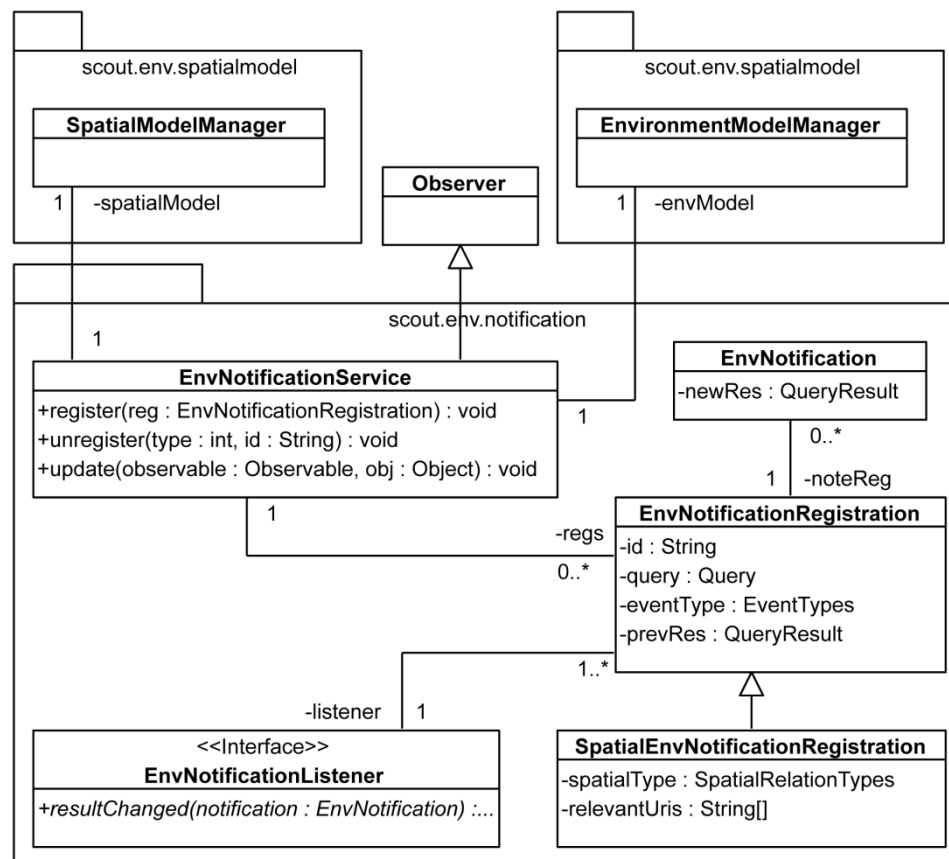 scout.env.spatialmodel
SpatialModelManager
1
-spatialModel
scout.env.spatialmodel
EnvironmentModelManager
1
-envModel
Observer
scout.env.notification
1
EnvNotificationService
+register(reg : EnvNotificationRegistration) : void
+unregister(type : int, id : String) : void
+update(observable : Observable, obj : Object) : void
1
EnvNotification
-newRes : QueryResult
0..*
1
-noteReg
1
-regs
0..*
EnvNotificationRegistration
-id : String
-query : Query
-eventType : EventTypes
-prevRes : QueryResult
1..*
-listener
1
<<Interface>>
EnvNotificationListener
+resultChanged(notification : EnvNotification) :...
SpatialEnvNotificationRegistration
-spatialType : SpatialRelationTypes
-relevantUris : String[]